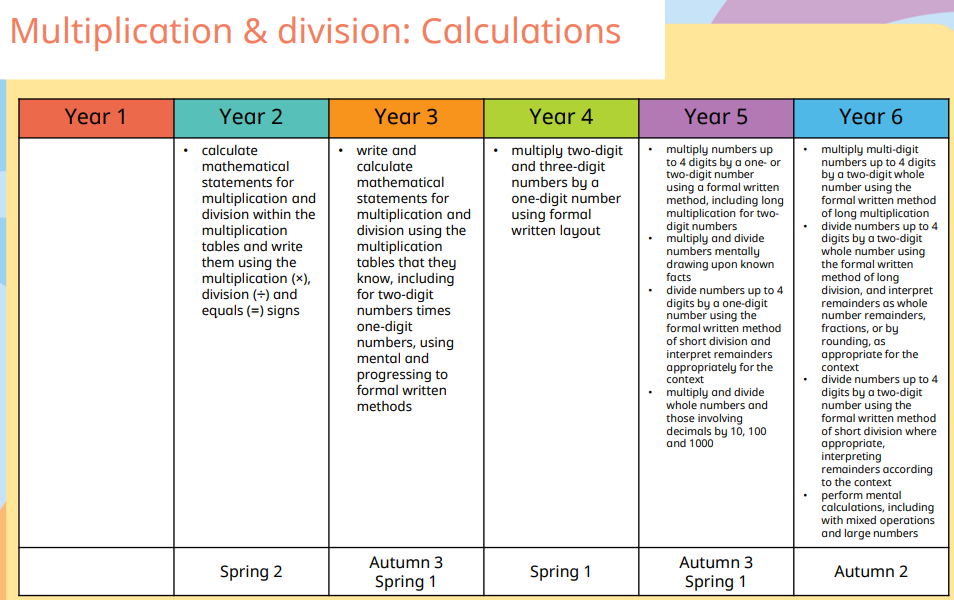 Multiplication & division: Calculations
Year 1
Year 2
Year 3
Year 4
Year 5
Year 6
• calculate
mathematical
statements for
multiplication and
division within the
multiplication
tables and write
them using the
multiplication (×),
division (÷) and
equals (=) signs
• write and
calculate
mathematical
statements for
multiplication and
division using the
multiplication
tables that they
know, including
for two-digit
numbers times
one-digit
numbers, using
mental and
progressing to
formal written
methods
• multiply two-digit
and three-digit
numbers by a
one-digit number
using formal
written layout
• multiply numbers up
to 4 digits by a one- or
two-digit number
using a formal written
method, including long
multiplication for two-
digit numbers
• multiply and divide
numbers mentally
drawing upon known
facts
• divide numbers up to 4
digits by a one-digit
number using the
formal written method
of short division and
interpret remainders
appropriately for the
context
• multiply and divide
whole numbers and
those involving
decimals by 10, 100
and 1000
• multiply multi-digit
numbers up to 4 digits
by a two-digit whole
number using the
formal written method
of long multiplication
• divide numbers up to 4
digits by a two-digit
whole number using
the formal written
method of long
division, and interpret
remainders as whole
number remainders,
fractions, or by
rounding, as
appropriate for the
context
• divide numbers up to 4
digits by a two-digit
number using the
formal written method
of short division where
appropriate,
interpreting
remainders according
to the context
• perform mental
calculations, including
with mixed operations
and large numbers
Spring 2
Autumn 3
Spring 1
Spring 1
Autumn 3
Spring 1
Autumn 2